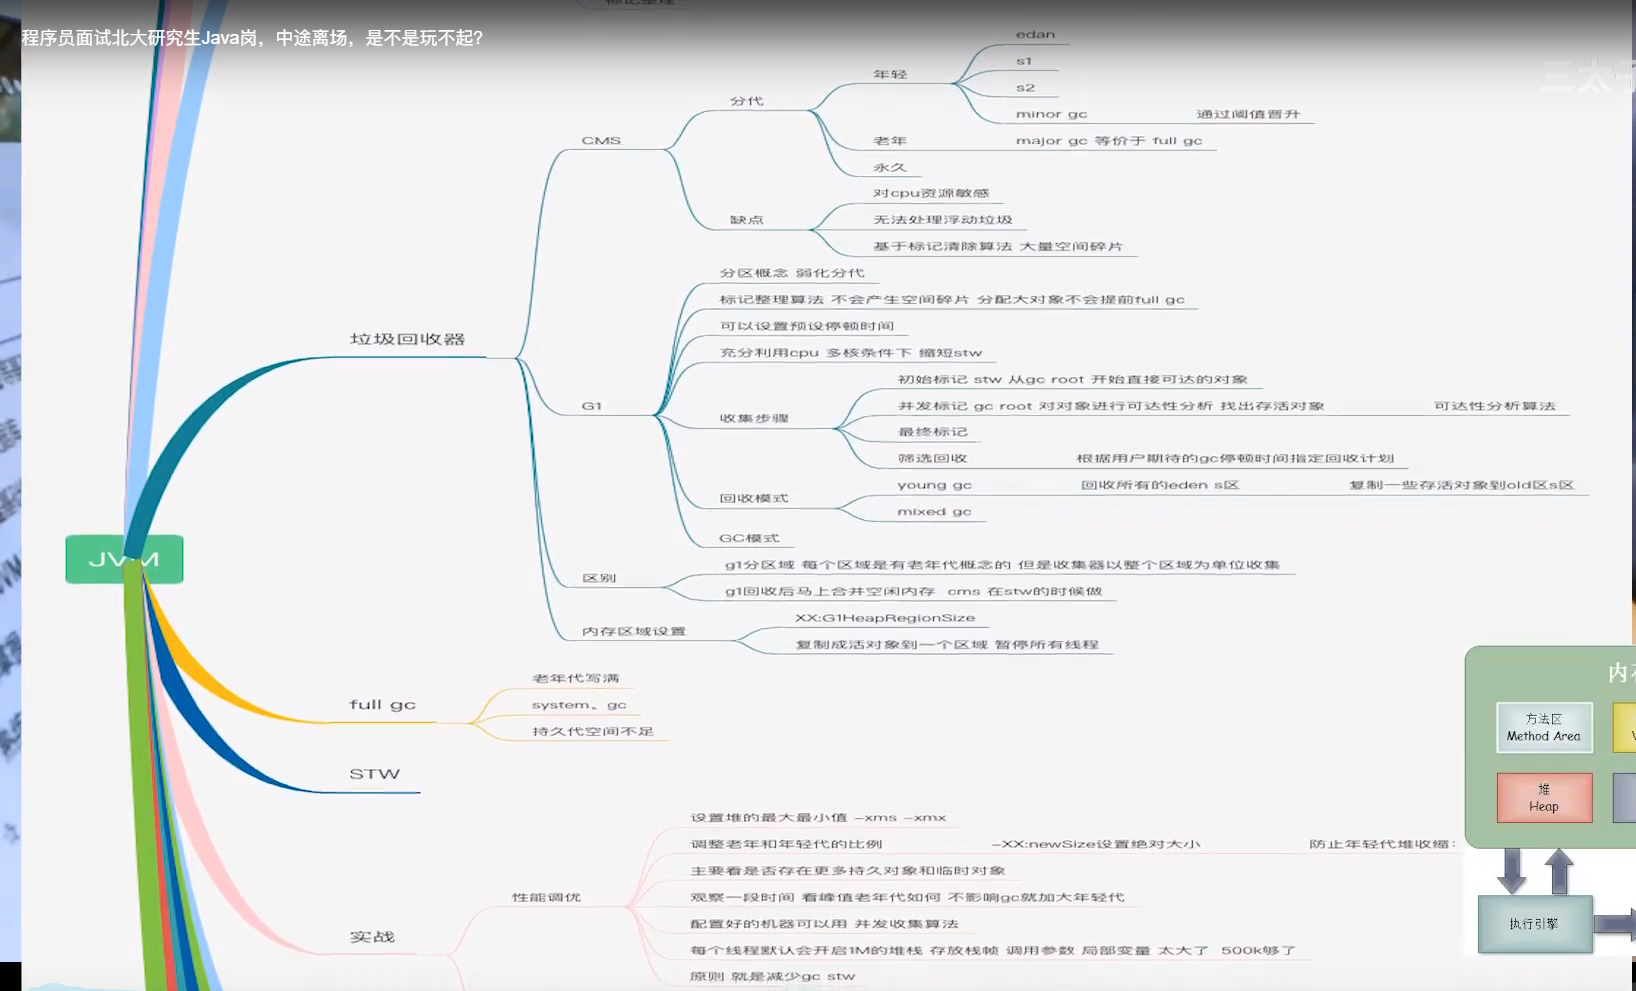 标记整理
程序员面试北大研究生Java岗，中途离场，是不是玩不起？
三太子
JVM
垃圾回收器
CMS
分代
年轻
edan
s1
s2
minor gc
通过阈值晋升
老年
major gc 等价于 full gc
永久
缺点
对cpu资源敏感
无法处理浮动垃圾
基于标记清除算法 大量空间碎片
G1
分区概念 弱化分代
标记整理算法 不会产生空间碎片 分配大对象不会提前full gc
可以设置预设停顿时间
充分利用cpu 多核条件下 缩短stw
收集步骤
初始标记 stw 从gc root 开始直接可达的对象
并发标记 gc root 对对象进行可达性分析 找出存活对象
可达性分析算法
最终标记
筛选回收
根据用户期待的gc停顿时间指定回收计划
回收模式
young gc
回收所有的eden s区
复制一些存活对象到old区s区
mixed gc
GC模式
区别
g1分区域 每个区域是有老年代概念的 但是收集器以整个区域为单位收集
g1回收后马上合并空闲内存 cms 在stw的时候做
内存区域设置
XX:G1HeapRegionSize
复制成活对象到一个区域 暂停所有线程
full gc
老年代写满
system。gc
持久代空间不足
STW
实战
性能调优
设置堆的最大最小值 -xms -xmx
调整老年和年轻代的比例
-XX:newSize设置绝对大小
防止年轻代堆收缩：
主要看是否存在更多持久对象和临时对象
观察一段时间 看峰值老年代如何 不影响gc就加大年轻代
配置好的机器可以用 并发收集算法
每个线程默认会开启1M的堆栈 存放栈帧 调用参数 局部变量 太大了 500k够了
原则 就是减少gc stw
内存
方法区
Method Area
堆
Heap
执行引擎